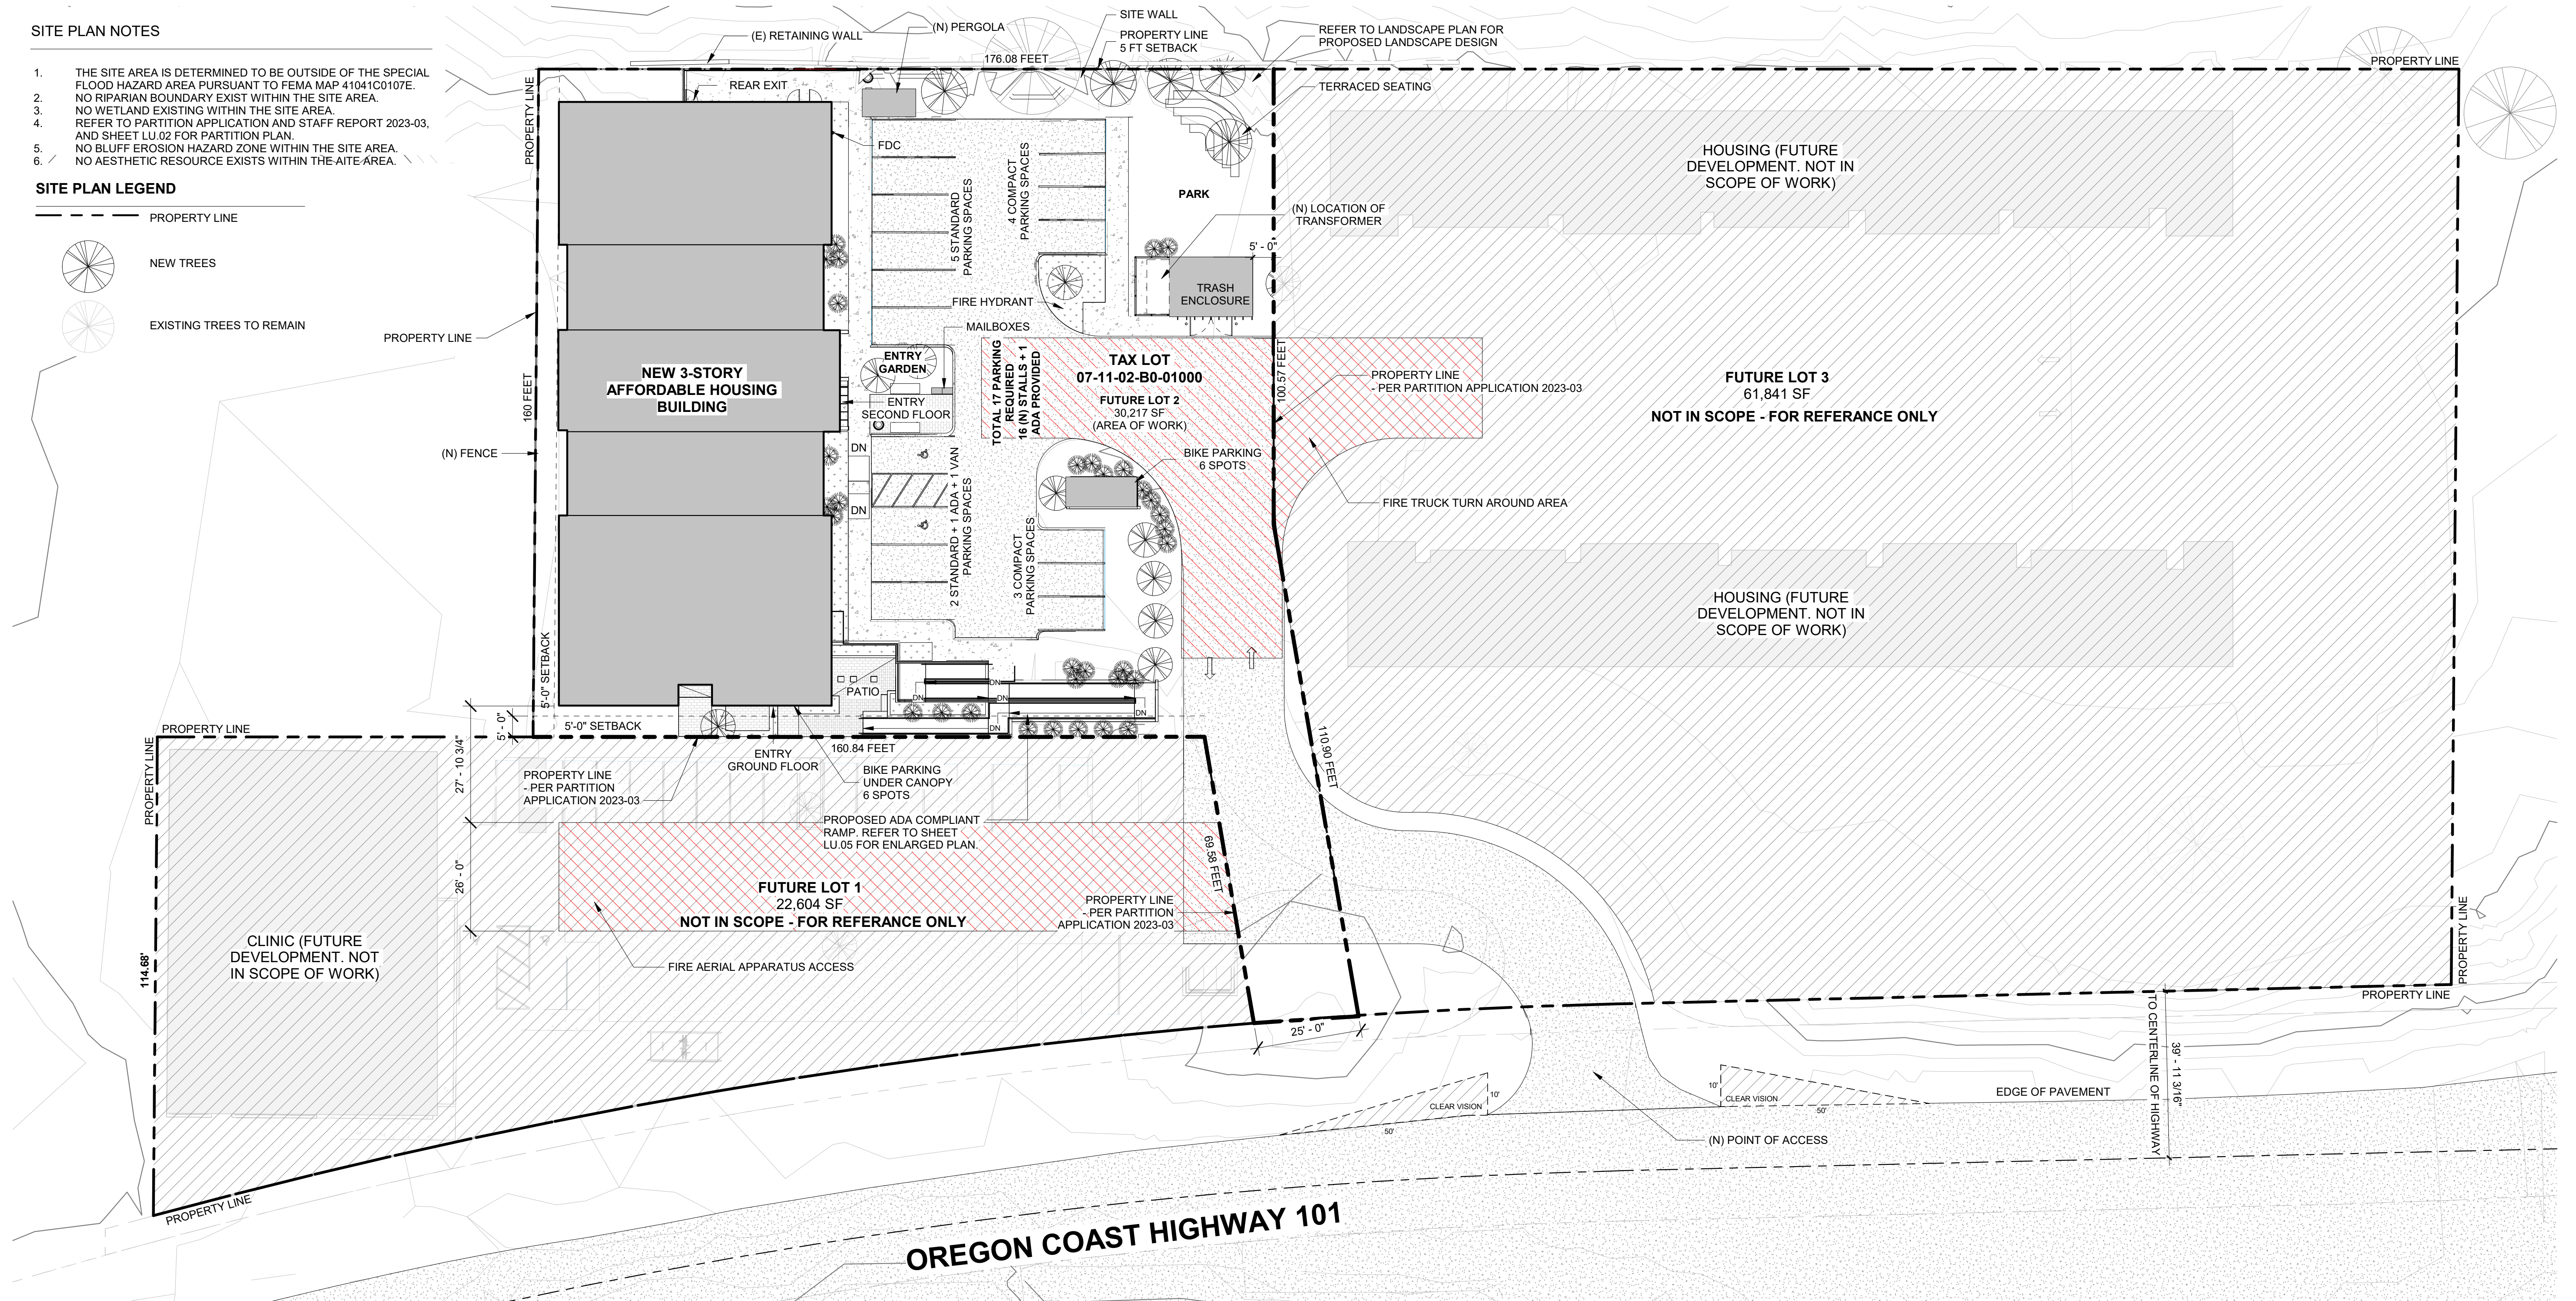 SITE PLAN NOTES
1. THE SITE AREA IS DETERMINED TO BE OUTSIDE OF THE SPECIAL
FLOOD HAZARD AREA PURSUANT TO FEMA MAP 41041C0107E.
2. NO RIPARIAN BOUNDARY EXIST WITHIN THE SITE AREA.
3. NO WETLAND EXISTING WITHIN THE SITE AREA.
4. REFER TO PARTITION APPLICATION AND STAFF REPORT 2023-03,
AND SHEET LU.02 FOR PARTITION PLAN.
5. NO BLUFF EROSION HAZARD ZONE WITHIN THE SITE AREA.
6. NO AESTHETIC RESOURCE EXISTS WITHIN THE AITE AREA.
SITE PLAN LEGEND
PROPERTY LINE
NEW TREES
EXISTING TREES TO REMAIN
(E) RETAINING WALL
(N) PERGOLA
SITE WALL
PROPERTY LINE
5 FT SETBACK
REFER TO LANDSCAPE PLAN FOR
PROPOSED LANDSCAPE DESIGN
176.08 FEET
PROPERTY LINE
PROPERTY LINE
REAR EXIT
TERRACED SEATING
FDC
5 STANDARD
PARKING SPACES
4 COMPACT
PARKING SPACES
PARK
(N) LOCATION OF
TRANSFORMER
5' - 0"
HOUSING (FUTURE
DEVELOPMENT. NOT IN
SCOPE OF WORK)
TRASH
ENCLOSURE
FIRE HYDRANT
MAILBOXES
PROPERTY LINE
ENTRY
GARDEN
TOTAL 17 PARKING
REQUIRED
16 (N) STALLS + 1
ADA PROVIDED
TAX LOT
07-11-02-B0-01000
FUTURE LOT 2
30,217 SF
(AREA OF WORK)
100.57 FEET
PROPERTY LINE
- PER PARTITION APPLICATION 2023-03
FUTURE LOT 3
61,841 SF
NOT IN SCOPE - FOR REFERANCE ONLY
NEW 3-STORY
AFFORDABLE HOUSING
BUILDING
160 FEET
ENTRY
SECOND FLOOR
(N) FENCE
DN
DN
2 STANDARD + 1 ADA + 1 VAN
PARKING SPACES
BIKE PARKING
6 SPOTS
FIRE TRUCK TURN AROUND AREA
3 COMPACT
PARKING SPACES
HOUSING (FUTURE
DEVELOPMENT. NOT IN
SCOPE OF WORK)
5'-0" SETBACK
PATIO
DN
DN
DN
DN
DN
DN
5'-0" SETBACK
5' - 0"
PROPERTY LINE
PROPERTY LINE
27' - 10 3/4"
160.84 FEET
ENTRY
GROUND FLOOR
PROPERTY LINE
- PER PARTITION
APPLICATION 2023-03
BIKE PARKING
UNDER CANOPY
6 SPOTS
110.90 FEET
PROPOSED ADA COMPLIANT
RAMP. REFER TO SHEET
LU.05 FOR ENLARGED PLAN.
69.58 FEET
26' - 0"
FUTURE LOT 1
22,604 SF
NOT IN SCOPE - FOR REFERANCE ONLY
PROPERTY LINE
- PER PARTITION
APPLICATION 2023-03
CLINIC (FUTURE
DEVELOPMENT. NOT
IN SCOPE OF WORK)
114.68'
FIRE AERIAL APPARATUS ACCESS
PROPERTY LINE
PROPERTY LINE
25' - 0"
TO CENTERLINE OF HIGHWAY
39' - 11 3/16"
10'
CLEAR VISION
50'
10'
CLEAR VISION
50'
EDGE OF PAVEMENT
(N) POINT OF ACCESS
PROPERTY LINE
OREGON COAST HIGHWAY 101